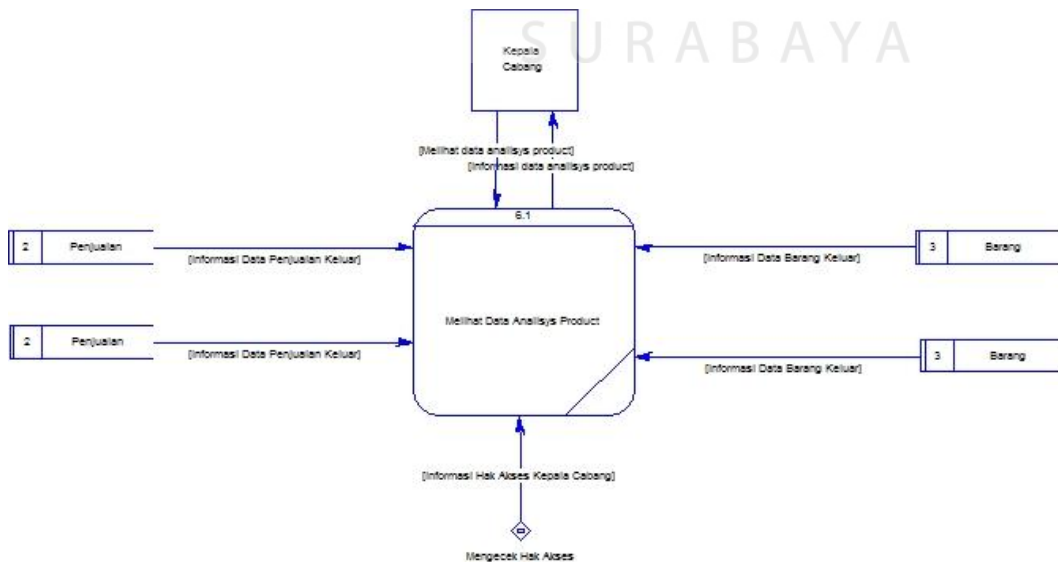 SURABAYA
Kepala
Cabang
[Melihat data analisys product]
[Informasi data analisys product]
6.1
2 Penjualan
[Informasi Data Penjualan Keluar]
[Informasi Data Barang Keluar]
3 Barang
Melihat Data Analisys Product
2 Penjualan
[Informasi Data Penjualan Keluar]
[Informasi Data Barang Keluar]
3 Barang
[Informasi Hak Akses Kepala Cabang]
Mengecek Hak Akses